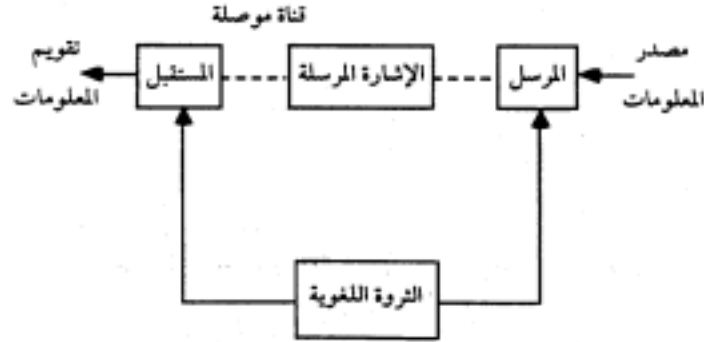 قناة موصلة
مصدر
المعلومات
المرسل
الإشارة المرسلة
المستقبل
تقويم
المعلومات
الثروة اللغوية